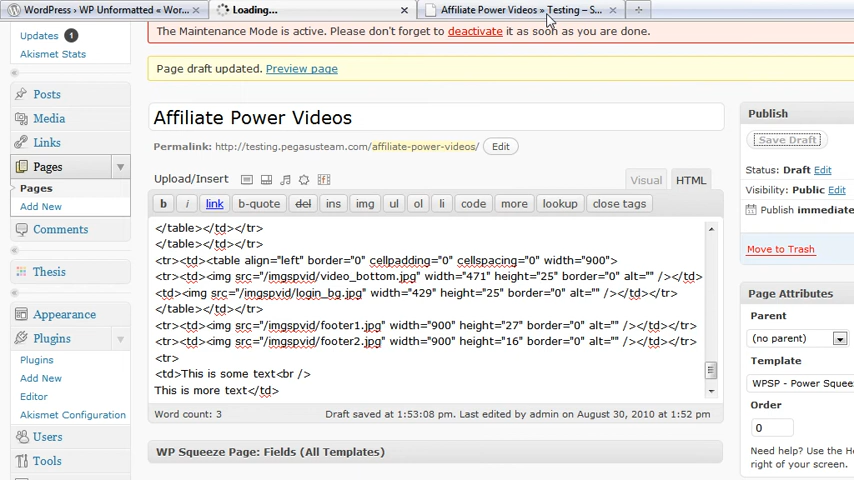 WordPress › WP Unformatted « Wor...
Loading...
Affiliate Power Videos » Testing – S...
The Maintenance Mode is active. Please don't forget to deactivate it as soon as you are done.
Updates 1
Akismet Stats
Page draft updated. Preview page
Posts
Media
Links
Pages
Pages
Add New
Comments
Thesis
Appearance
Plugins
Plugins
Add New
Editor
Akismet Configuration
Users
Tools
Affiliate Power Videos
Permalink: http://testing.pegasusteam.com/affiliate-power-videos/ Edit
Upload/Insert
Visual HTML
b i link b-quote del ins img ul ol li code more lookup close tags
</table></td></tr>
</table></td></tr>
<tr><td><table align="left" border="0" cellpadding="0" cellspacing="0" width="900">
<tr><td><img src="/imgspvid/video_bottom.jpg" width="471" height="25" border="0" alt="" /></td>
<td><img src="/imgspvid/login_bg.jpg" width="429" height="25" border="0" alt="" /></td></tr>
</table></td></tr>
<tr><td><img src="/imgspvid/footer1.jpg" width="900" height="27" border="0" alt="" /></td></tr>
<tr><td><img src="/imgspvid/footer2.jpg" width="900" height="16" border="0" alt="" /></td></tr>
<tr>
<td>This is some text<br />
This is more text</td>
Word count: 3
Draft saved at 1:53:08 pm. Last edited by admin on August 30, 2010 at 1:52 pm
WP Squeeze Page: Fields (All Templates)
Publish
Save Draft
Status: Draft Edit
Visibility: Public Edit
Publish immediate
Move to Trash
Page Attributes
Parent
(no parent)
Template
WPSP - Power Squee
Order
0
Need help? Use the He
right of your screen.